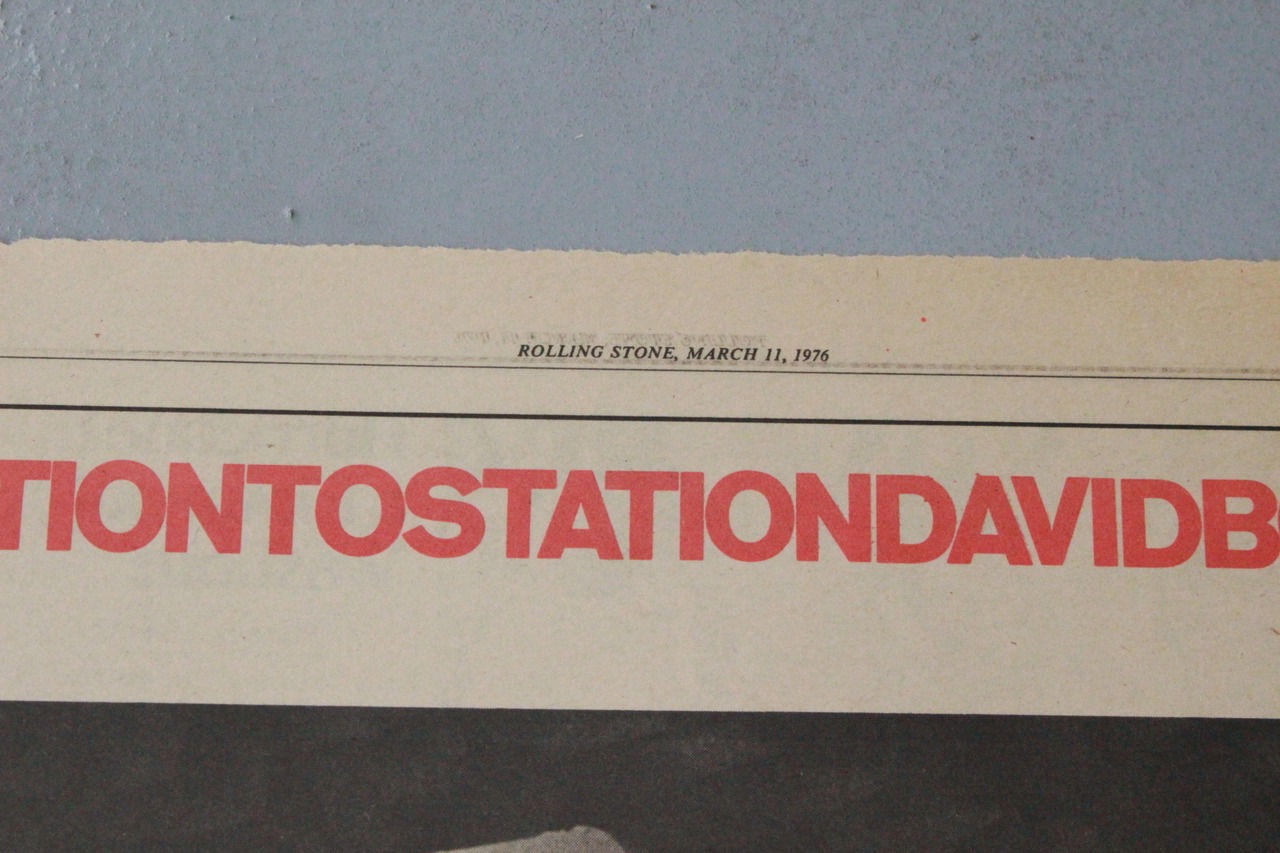 ROLLING STONE, MARCH 11, 1976
TIONTOSTATIONDAVIDB